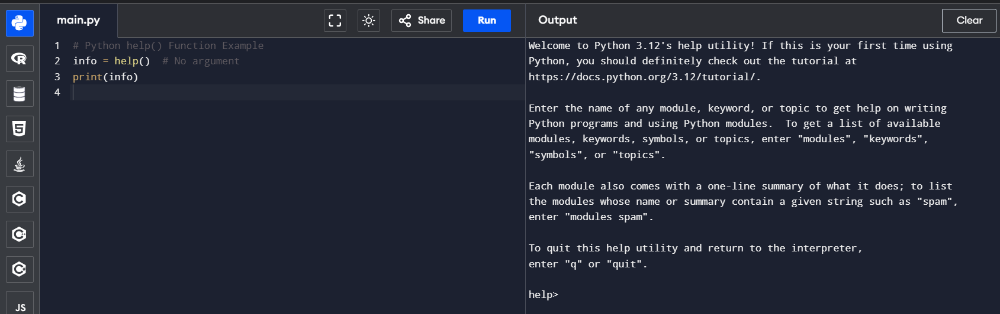 main.py
Share
Run
Output
Clear
1 # Python help() Function Example
2 info = help()  # No argument
3 print(info)
4
Welcome to Python 3.12's help utility! If this is your first time using
Python, you should definitely check out the tutorial at
https://docs.python.org/3.12/tutorial/.
Enter the name of any module, keyword, or topic to get help on writing
Python programs and using Python modules.  To get a list of available
modules, keywords, symbols, or topics, enter "modules", "keywords",
"symbols", or "topics".
Each module also comes with a one-line summary of what it does; to list
the modules whose name or summary contain a given string such as "spam",
enter "modules spam".
To quit this help utility and return to the interpreter,
enter "q" or "quit".
help>
R
5
C
C++
C#
JS